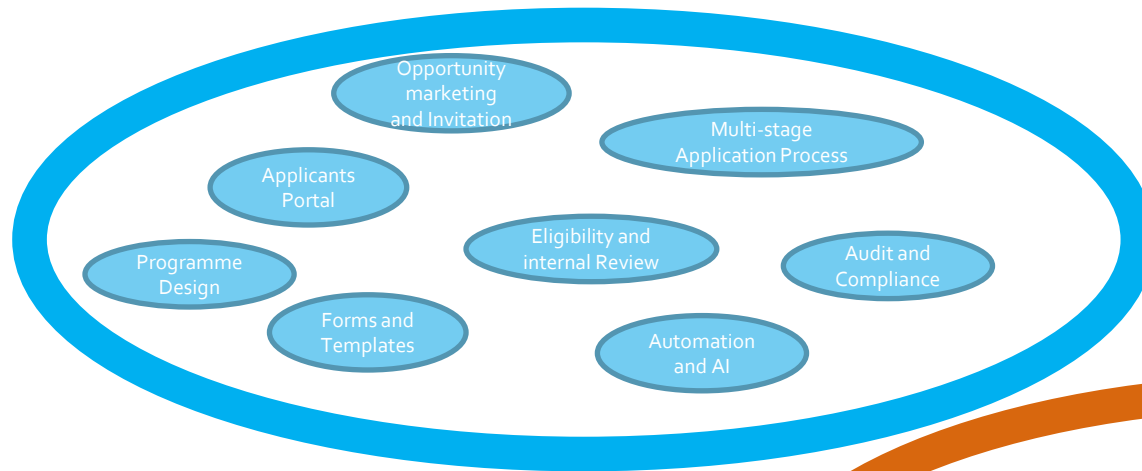 Opportunity
marketing
and Invitation
Multi-stage
Application Process
Applicants
Portal
Eligibility and
internal Review
Audit and
Compliance
Programme
Design
Forms and
Templates
Automation
and AI